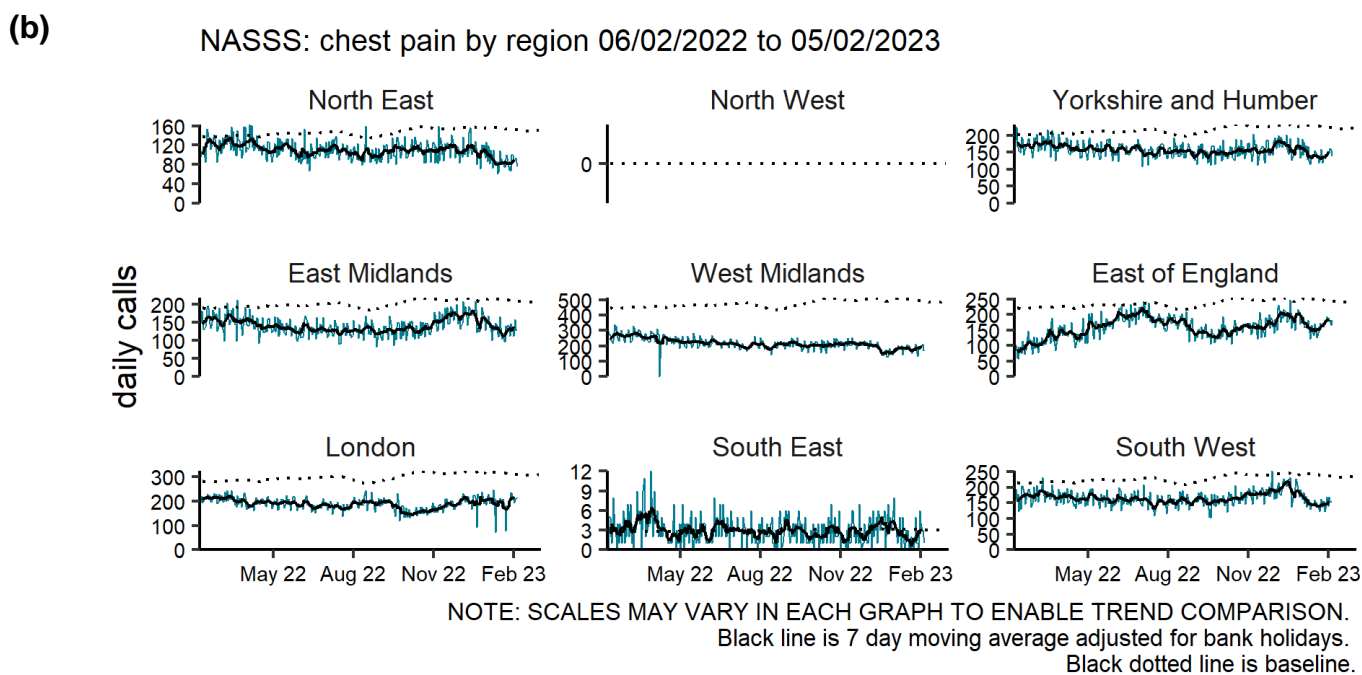 (b)
NASSS: chest pain by region 06/02/2022 to 05/02/2023
North East
North West
Yorkshire and Humber
160
120
80
40
0
0
200
150
100
50
0
East Midlands
West Midlands
East of England
200
150
100
50
0
500
400
300
200
100
0
250
200
150
100
50
0
daily calls
London
South East
South West
300
200
100
0
12
9
6
3
0
250
200
150
100
50
0
May 22 Aug 22 Nov 22 Feb 23
May 22 Aug 22 Nov 22 Feb 23
May 22 Aug 22 Nov 22 Feb 23
NOTE: SCALES MAY VARY IN EACH GRAPH TO ENABLE TREND COMPARISON.
Black line is 7 day moving average adjusted for bank holidays.
Black dotted line is baseline.